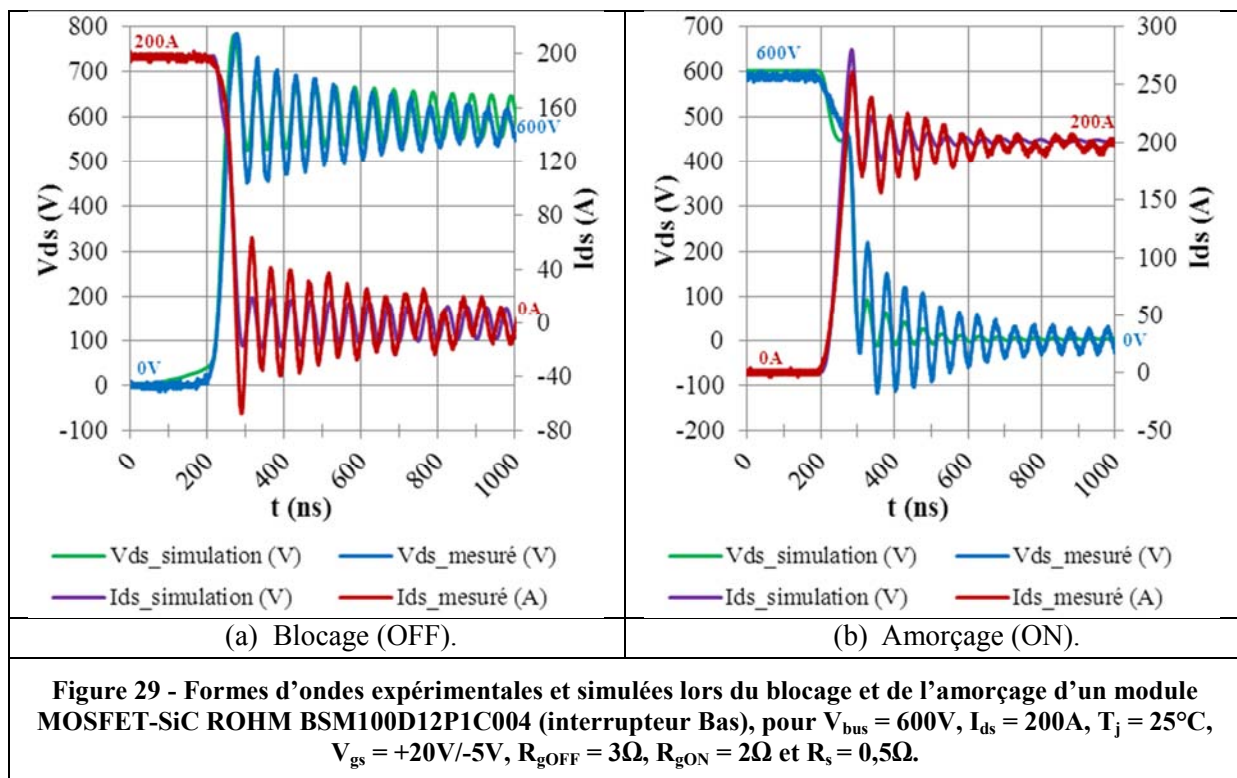 800
700
600
500
400
300
200
100
0
-100
Vds (V)
200A
0V
600V
0A
200
160
120
80
40
0
-40
-80
Ids (A)
0
200
400
600
800
1000
t (ns)
Vds_simulation (V)
Vds_mesuré (V)
Ids_simulation (V)
Ids_mesuré (A)
700
600
500
400
300
200
100
0
-100
-200
Vds (V)
600V
0A
200A
0V
300
250
200
150
100
50
0
-50
Ids (A)
0
200
400
600
800
1000
t (ns)
Vds_simulation (V)
Vds_mesuré (V)
Ids_simulation (V)
Ids_mesuré (A)
(a) Blocage (OFF).
(b) Amorçage (ON).
Figure 29 - Formes d’ondes expérimentales et simulées lors du blocage et de l’amorçage d’un module
MOSFET-SiC ROHM BSM100D12P1C004 (interrupteur Bas), pour Vbus = 600V, Ids = 200A, Tj = 25°C,
Vgs = +20V/-5V, RgOFF = 3Ω, RgON = 2Ω et Rs = 0,5Ω.